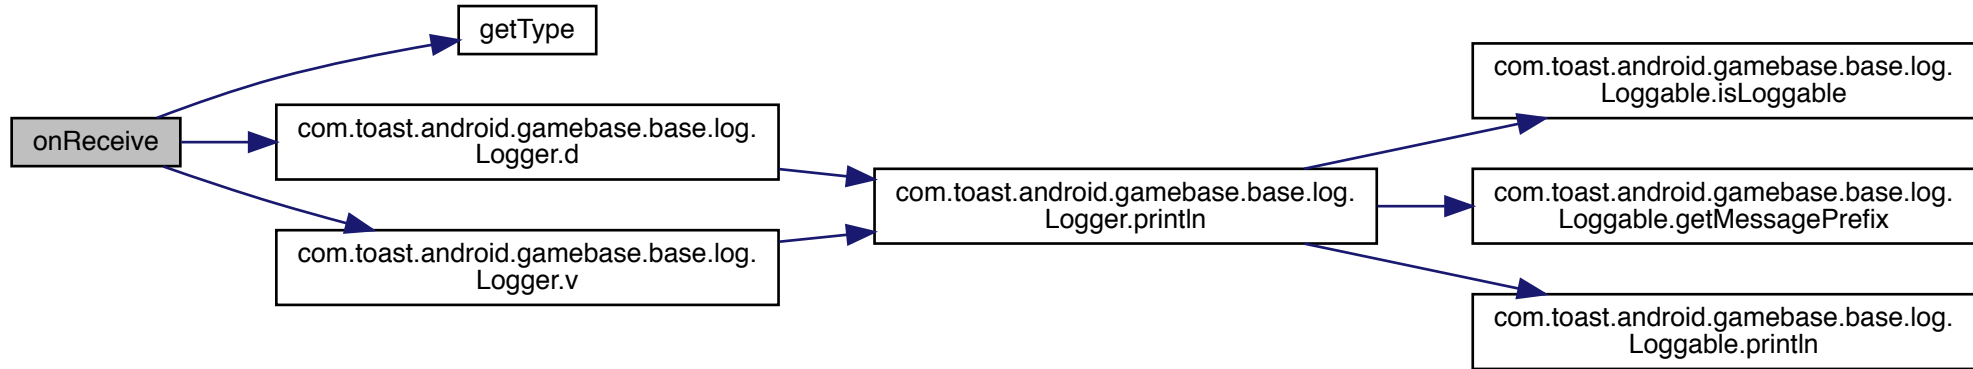 getType
onReceive
com.toast.android.gamebase.base.log.
Logger.d
com.toast.android.gamebase.base.log.
Logger.v
com.toast.android.gamebase.base.log.
Logger.println
com.toast.android.gamebase.base.log.
Loggable.isLoggable
com.toast.android.gamebase.base.log.
Loggable.getMessagePrefix
com.toast.android.gamebase.base.log.
Loggable.println